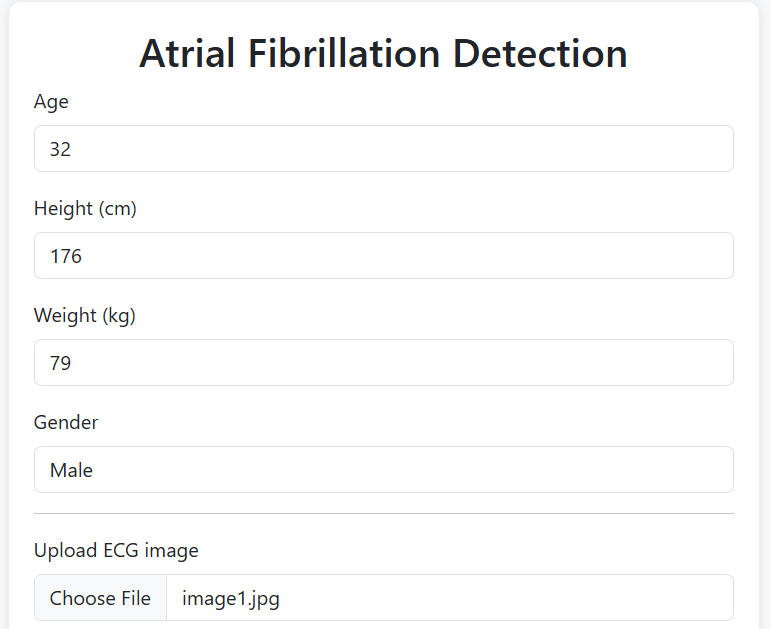 Atrial Fibrillation Detection
Age
32
Height (cm)
176
Weight (kg)
79
Gender
Male
Upload ECG image
Choose File image1.jpg